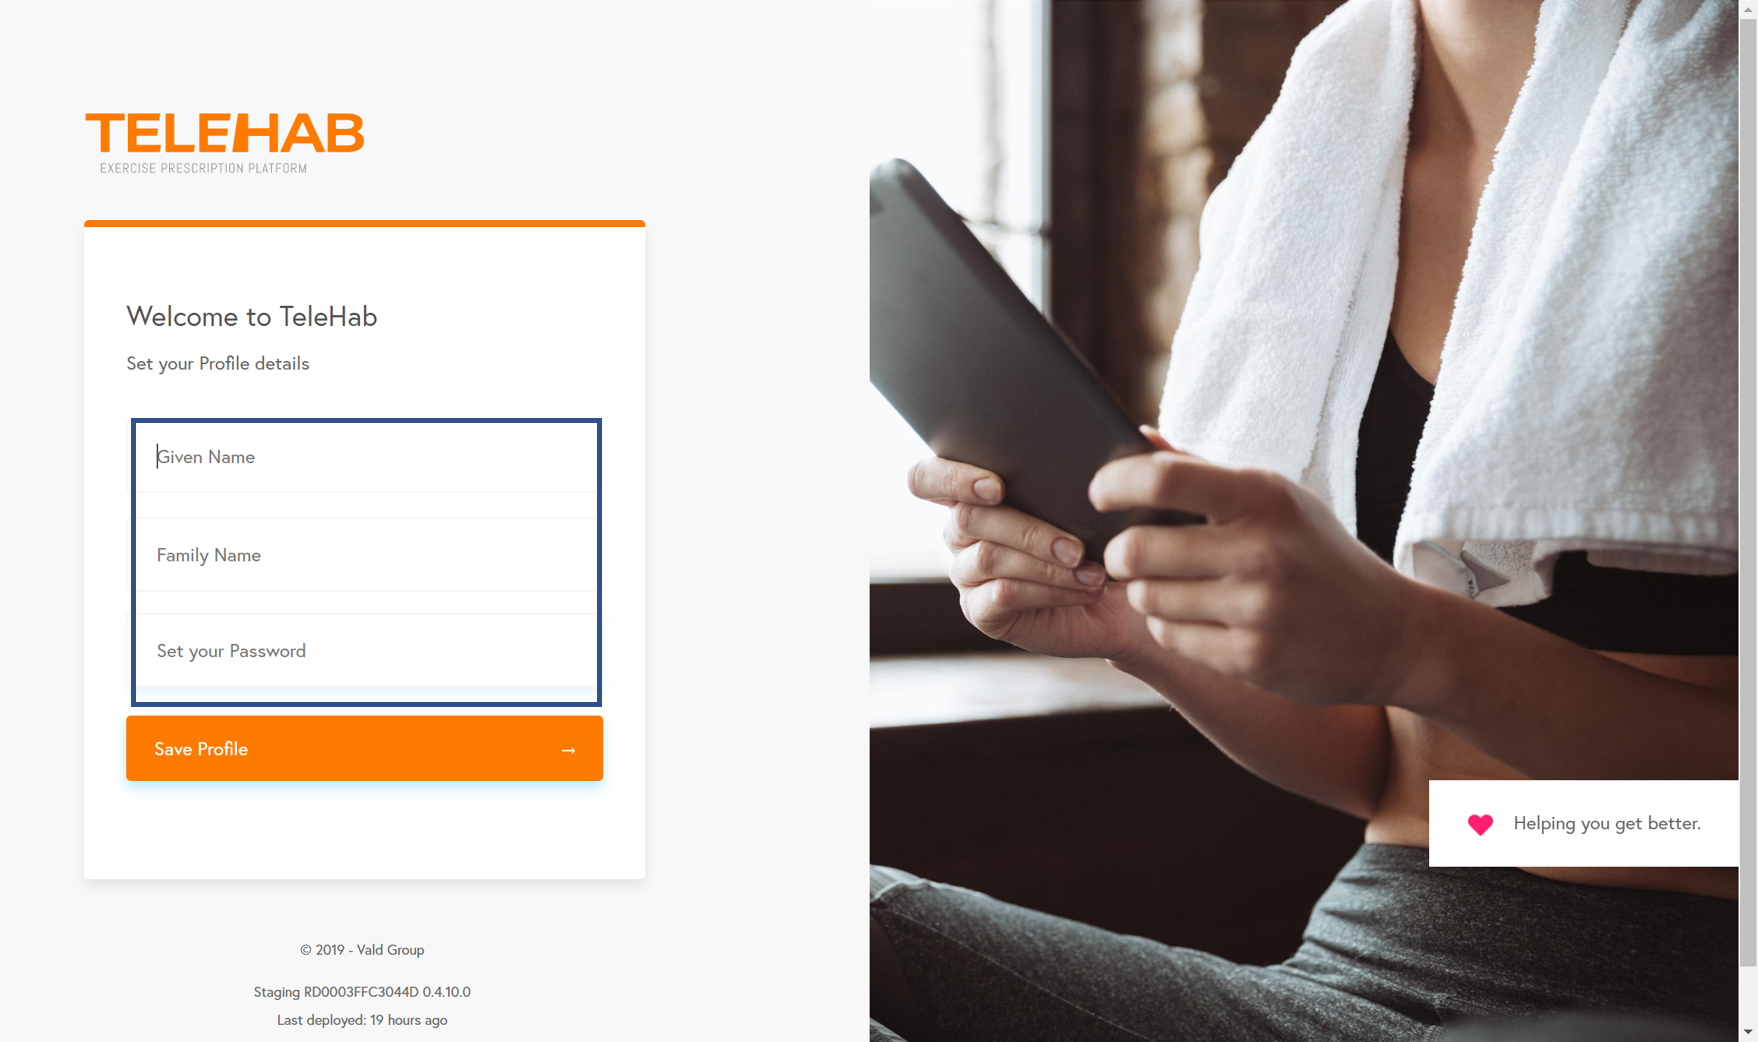 TELEHAB
EXERCISE PRESCRIPTION PLATFORM
Welcome to TeleHab
Set your Profile details
Given Name
Family Name
Set your Password
Save Profile →
Helping you get better.
© 2019 - Vald Group
Staging RD0003FFC3044D 0.4.10.0
Last deployed: 19 hours ago